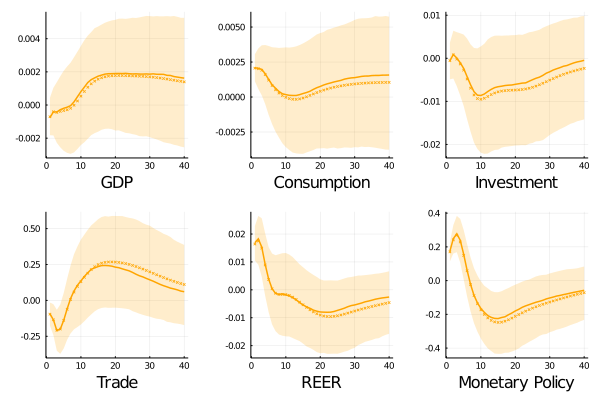 0.004
0.002
0.000
-0.002
0 10 20 30 40
GDP
0.0050
0.0025
0.0000
-0.0025
0 10 20 30 40
Consumption
0.01
0.00
-0.01
-0.02
0 10 20 30 40
Investment
0.50
0.25
0.00
-0.25
0 10 20 30 40
Trade
0.02
0.01
0.00
-0.01
-0.02
0 10 20 30 40
REER
0.4
0.2
0.0
-0.2
-0.4
0 10 20 30 40
Monetary Policy